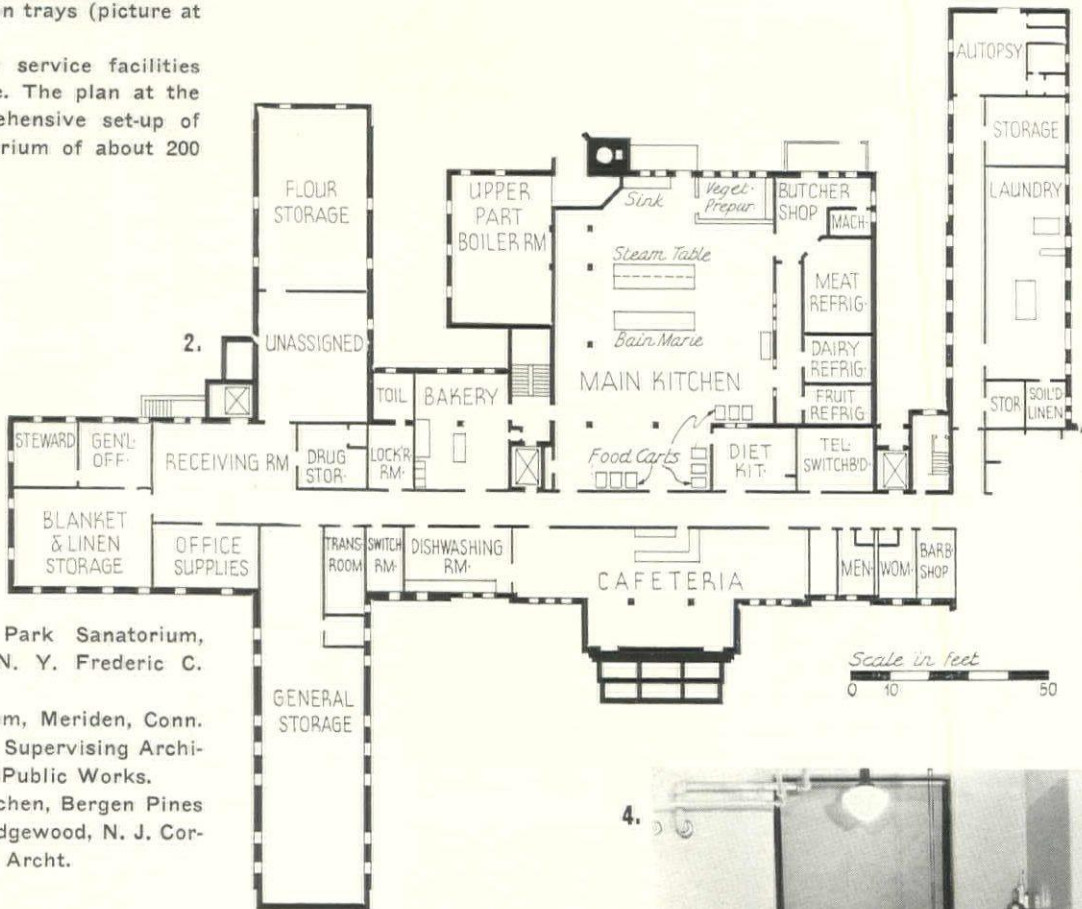 on trays (picture at
service facilities
e. The plan at the
ehensive set-up of
rium of about 200
2.
FLOUR
STORAGE
UNASSIGNED
UPPER
PART
BOILER RM
Sink
Veget.
Prepar.
BUTCHER
SHOP
MACH.
Steam Table
Bain Marie
MAIN KITCHEN
MEAT
REFRIG.
DAIRY
REFRIG.
FRUIT
REFRIG.
AUTOPSY
STORAGE
LAUNDRY
STOR
SOIL'D
LINEN
TOIL
BAKERY
STEWARD
GEN'L.
OFF.
RECEIVING RM
DRUG
STOR.
LOCK'R
RM.
Food Carts
DIET
KIT.
TEL.
SWITCHB'D.
BLANKET
& LINEN
STORAGE
OFFICE
SUPPLIES
TRANS.
ROOM
SWITCH
RM.
DISHWASHING
RM.
CAFETERIA
MEN.
WOM.
BARB.
SHOP
GENERAL
STORAGE
Scale in feet
0 10 50
Park Sanatorium,
N. Y. Frederic C.
m, Meriden, Conn.
Supervising Archi-
Public Works.
chen, Bergen Pines
dgewood, N. J. Cor-
Archt.
4.